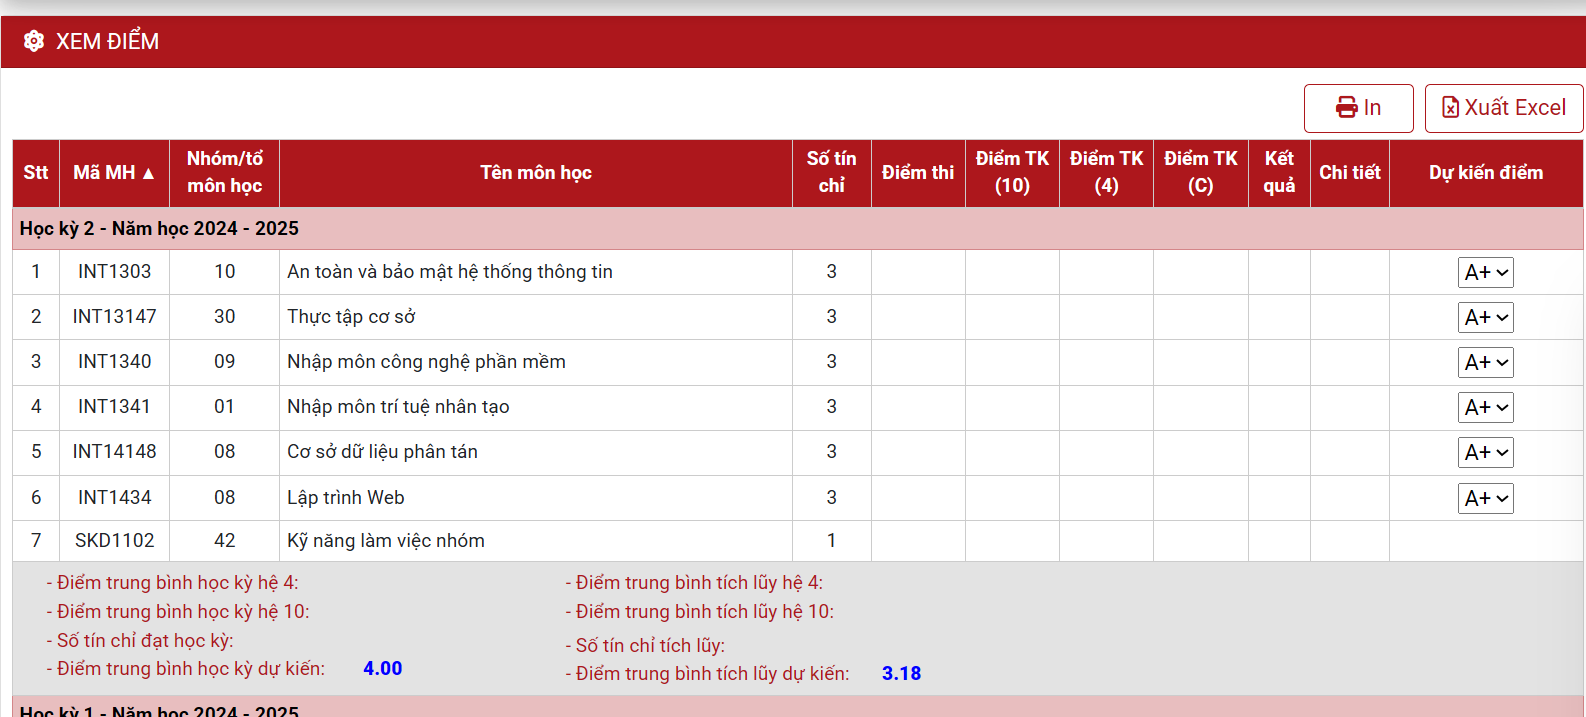 XEM ĐIỂM
In Xuất Excel
Stt Mã MH ▲ Nhóm/tổ môn học Tên môn học Số tín chỉ Điểm thi Điểm TK (10) Điểm TK (4) Điểm TK (C) Kết quả Chi tiết Dự kiến điểm
Học kỳ 2 - Năm học 2024 - 2025
1 INT1303 10 An toàn và bảo mật hệ thống thông tin 3 A+
2 INT13147 30 Thực tập cơ sở 3 A+
3 INT1340 09 Nhập môn công nghệ phần mềm 3 A+
4 INT1341 01 Nhập môn trí tuệ nhân tạo 3 A+
5 INT14148 08 Cơ sở dữ liệu phân tán 3 A+
6 INT1434 08 Lập trình Web 3 A+
7 SKD1102 42 Kỹ năng làm việc nhóm 1
- Điểm trung bình học kỳ hệ 4:
- Điểm trung bình học kỳ hệ 10:
- Số tín chỉ đạt học kỳ:
- Điểm trung bình học kỳ dự kiến: 4.00
- Điểm trung bình tích lũy hệ 4:
- Điểm trung bình tích lũy hệ 10:
- Số tín chỉ tích lũy:
- Điểm trung bình tích lũy dự kiến: 3.18
Học kỳ 1 - Năm học 2024 - 2025